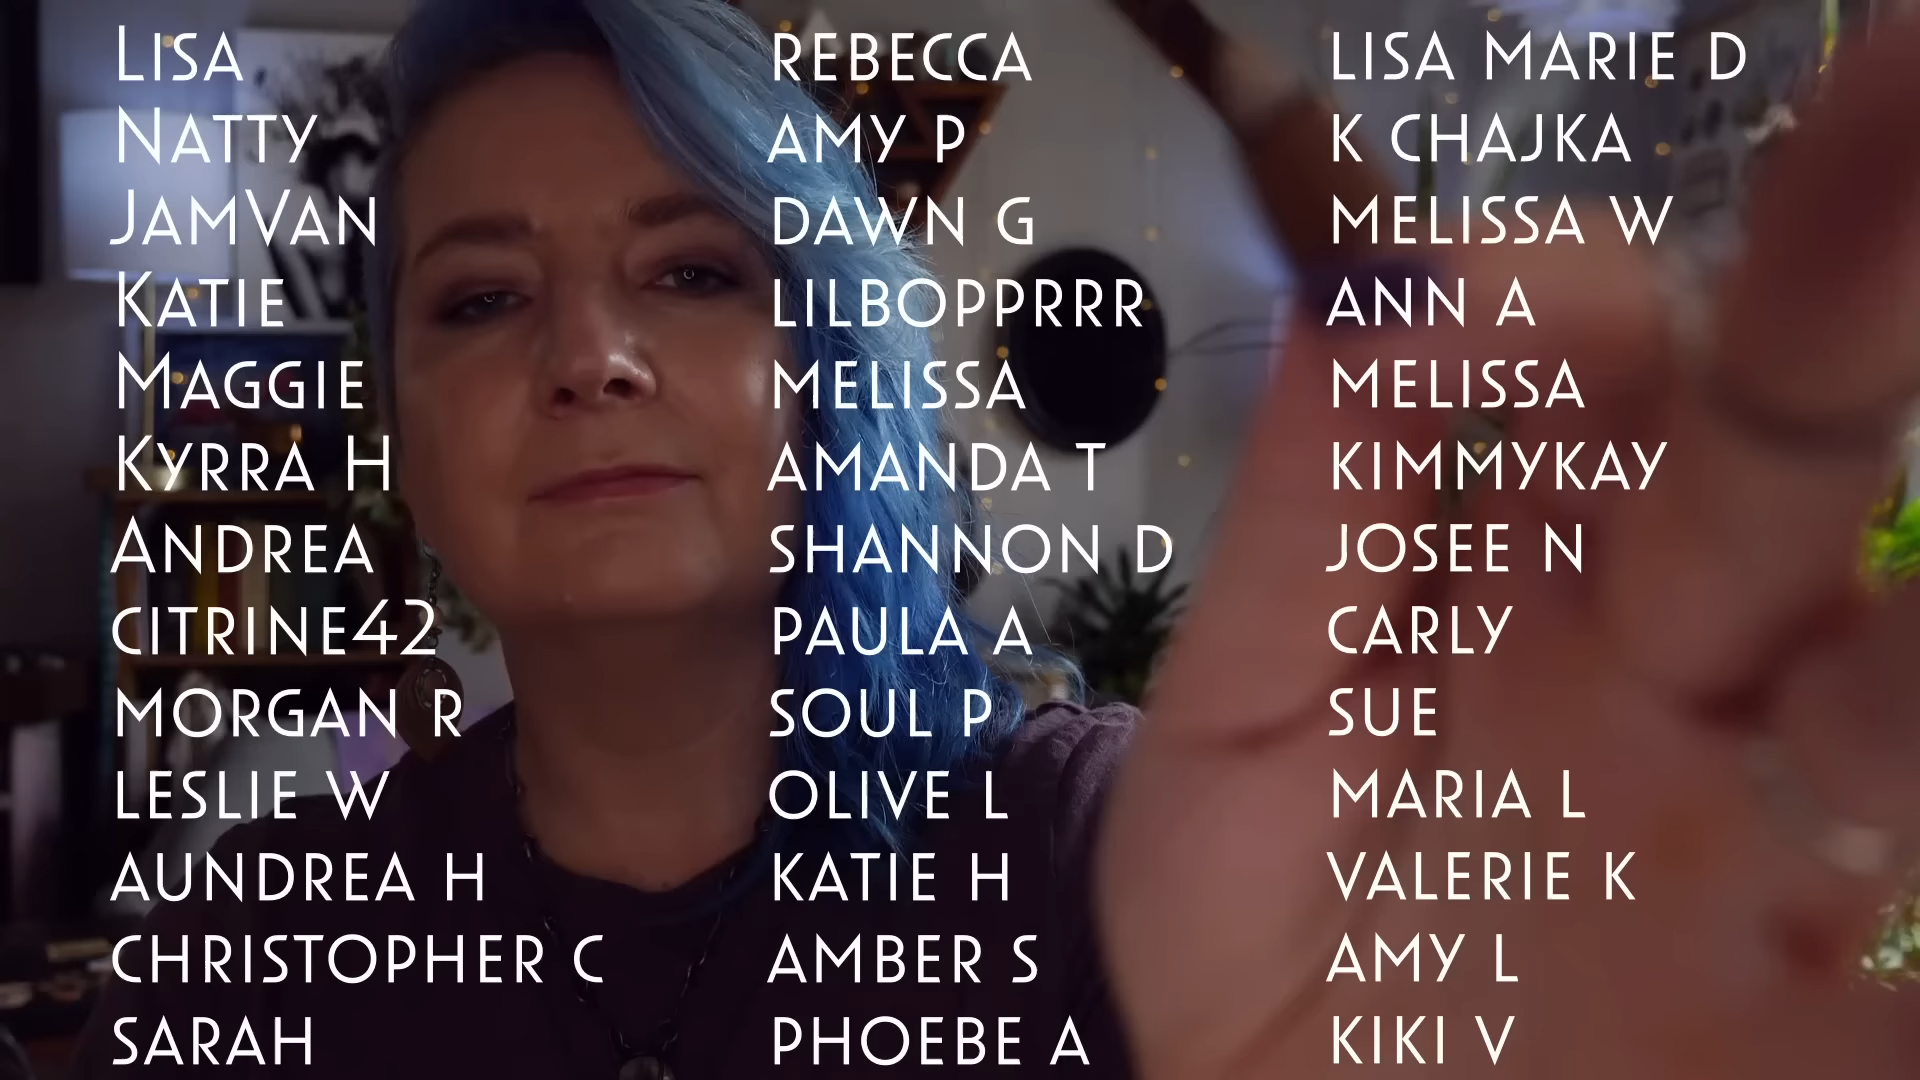 Lisa
Natty
JamVan
Katie
Maggie
Kyrra H
Andrea
citrine42
MORGAN R
LESLIE W
AUNDREA H
CHRISTOPHER C
SARAH
REBECCA
AMY P
DAWN G
LILBOPPRRR
MELISSA
AMANDA T
SHANNON D
PAULA A
SOUL P
OLIVE L
KATIE H
AMBER S
PHOEBE A
LISA MARIE D
K CHAJKA
MELISSA W
ANN A
MELISSA
KIMMYKAY
JOSEE N
CARLY
SUE
MARIA L
VALERIE K
AMY L
KIKI V